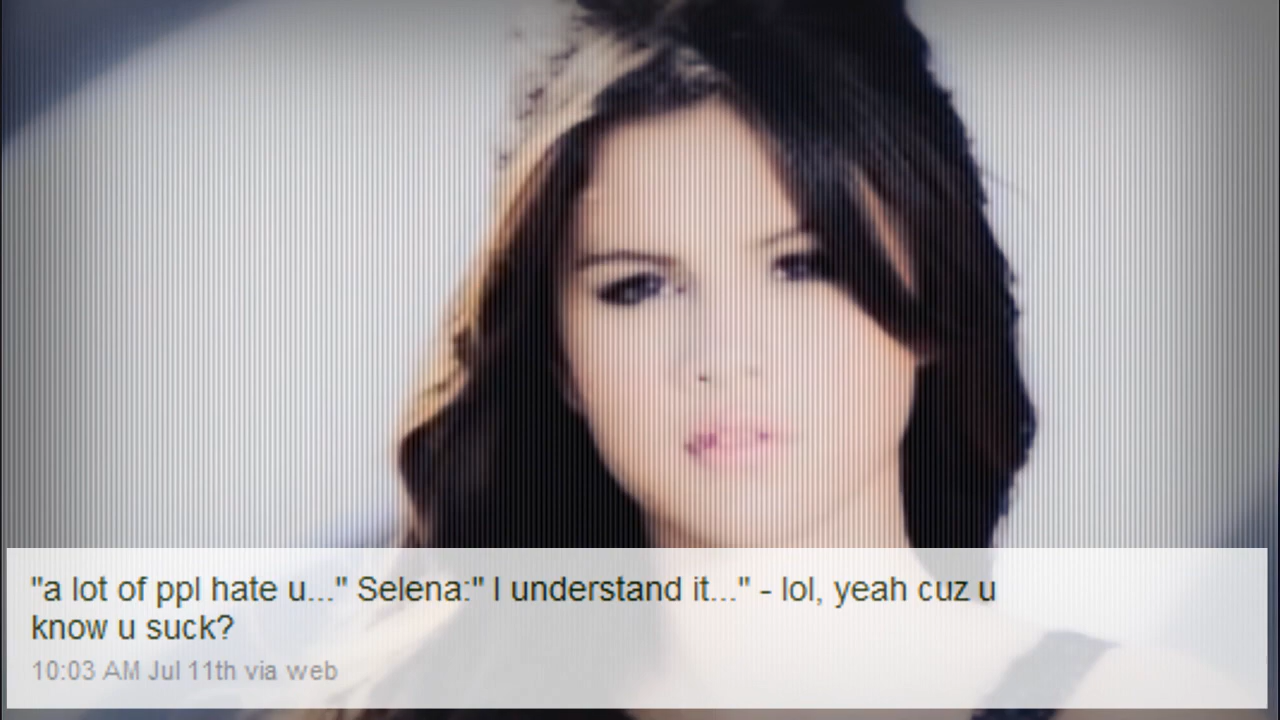 "a lot of ppl hate u..." Selena:" I understand it..." - lol, yeah cuz u
know u suck?
10:03 AM Jul 11th via web